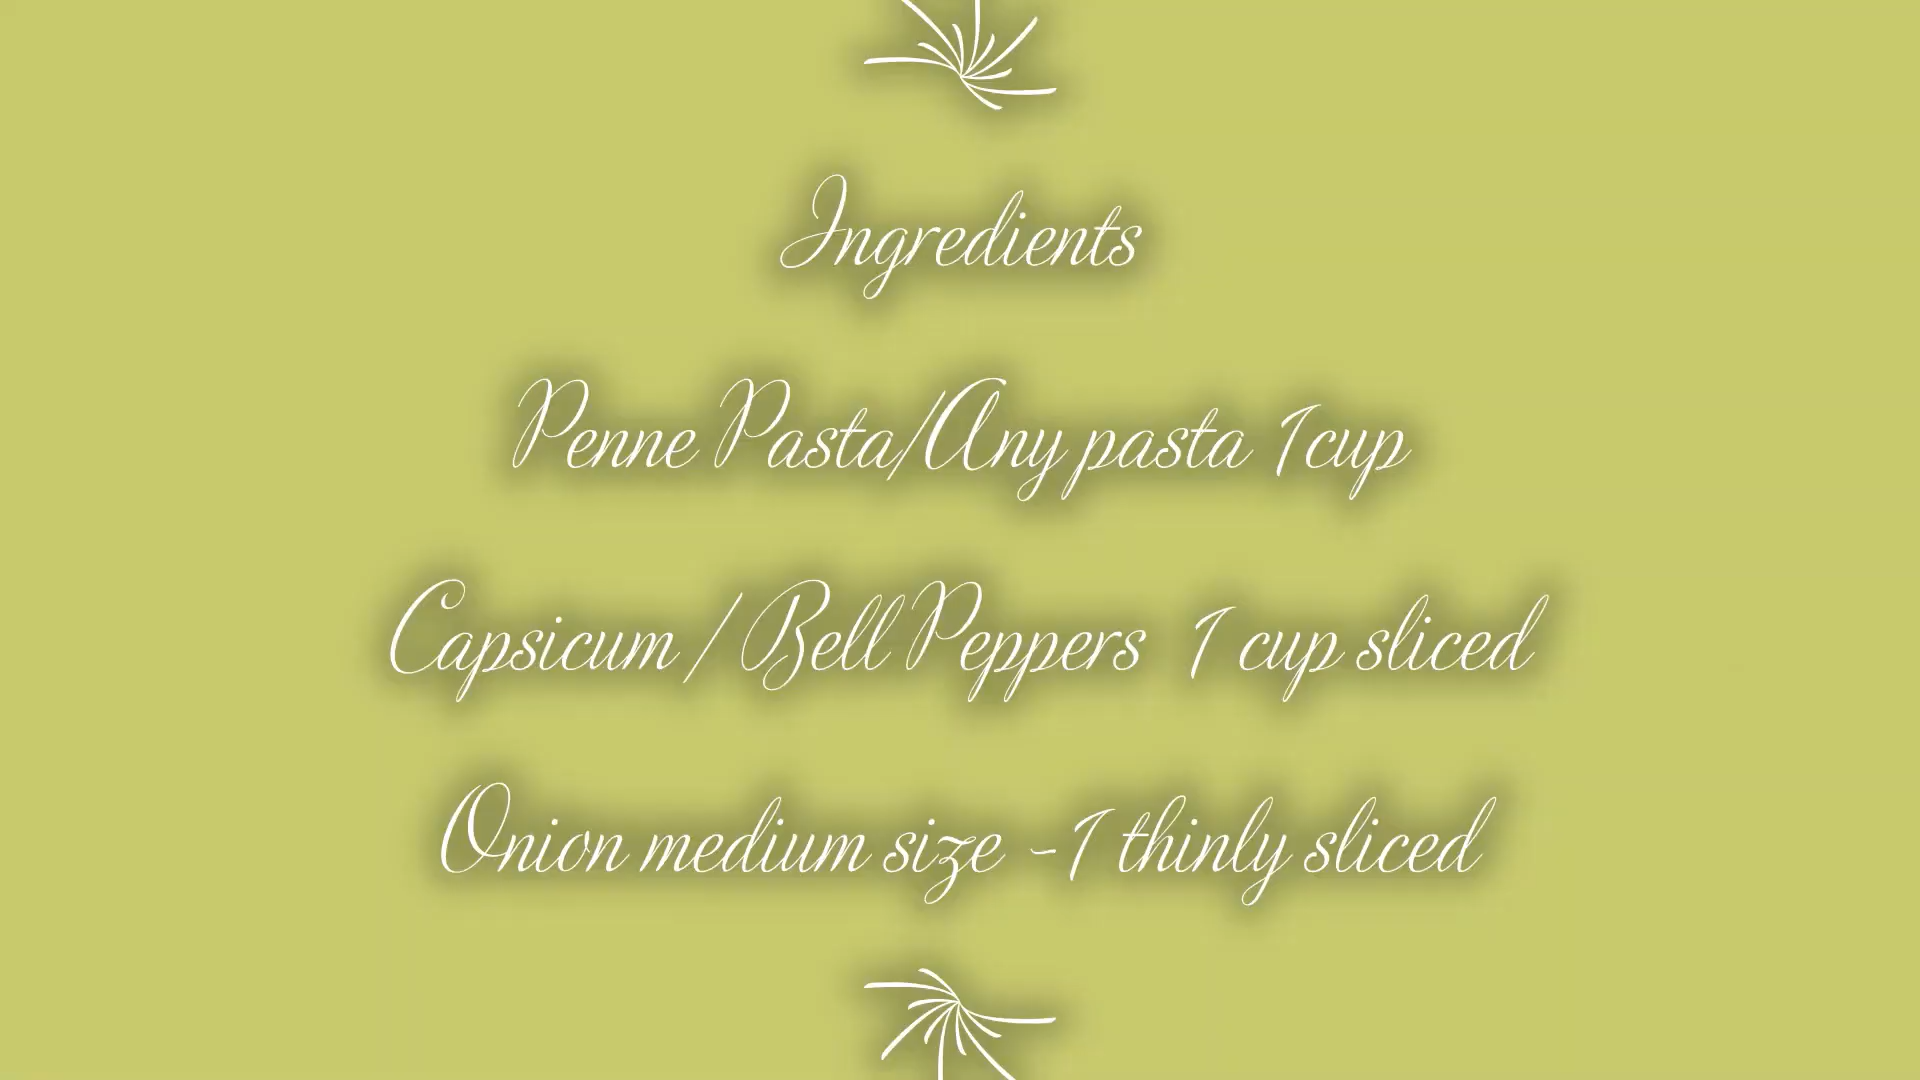 Ingredients
Penne Pasta/Any pasta 1cup
Capsicum / Bell Peppers 1 cup sliced
Onion medium size -1 thinly sliced